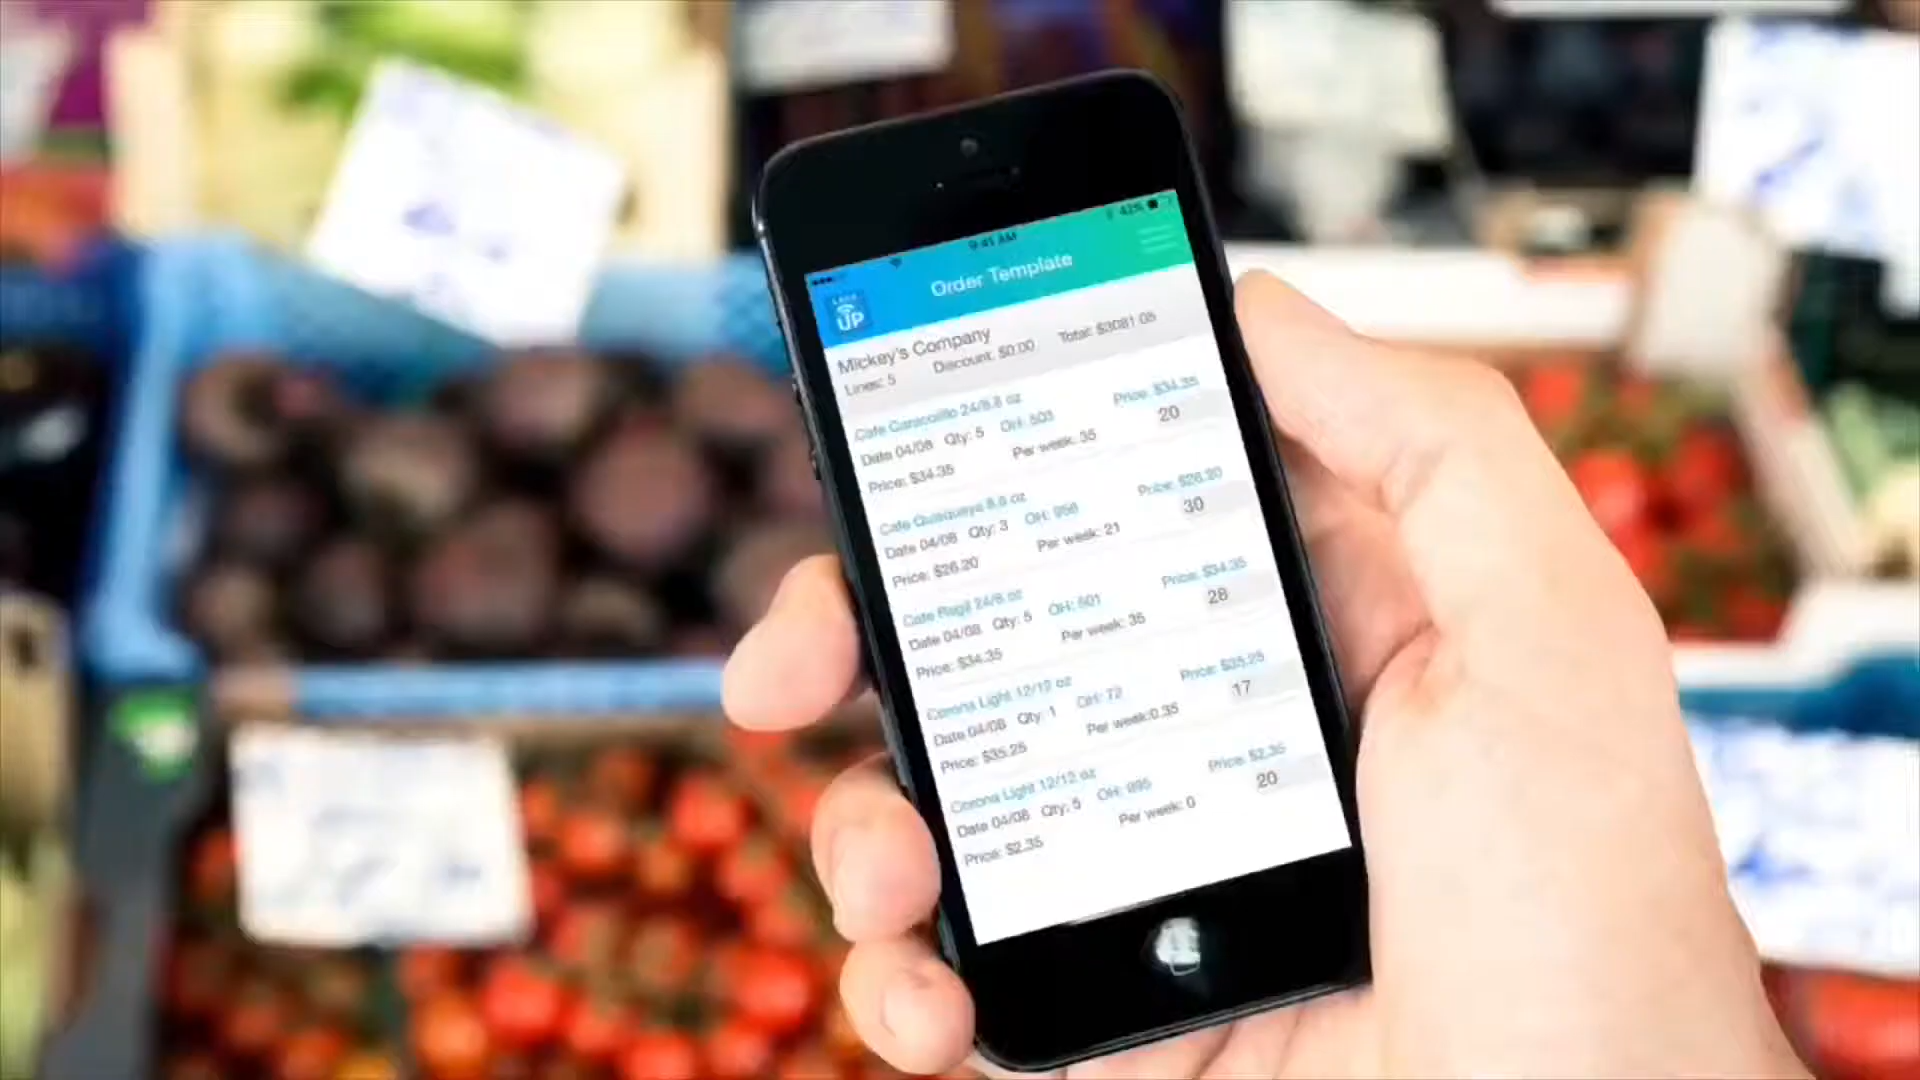 9:41 AM
42%
UP
Order Template
Mickey's Company
Lines: 5 Discount: $0.00 Total: $3081.05
Cafe Caracolillo 24/8.8 oz Price: $34.35
Date 04/08 Qty: 5 OH: 503 20
Price: $34.35 Per week: 35
Cafe Quisqueya 8.8 oz Price: $26.20
Date 04/08 Qty: 3 OH: 956 30
Price: $26.20 Per week: 21
Cafe Regil 24/8 oz Price: $34.35
Date 04/08 Qty: 5 OH: 501 28
Price: $34.35 Per week: 35
Corona Light 12/12 oz Price: $35.25
Date 04/08 Qty: 1 OH: 72 17
Price: $35.25 Per week:0.35
Corona Light 12/12 oz Price: $2.35
Date 04/08 Qty: 5 OH: 995 20
Price: $2.35 Per week: 0